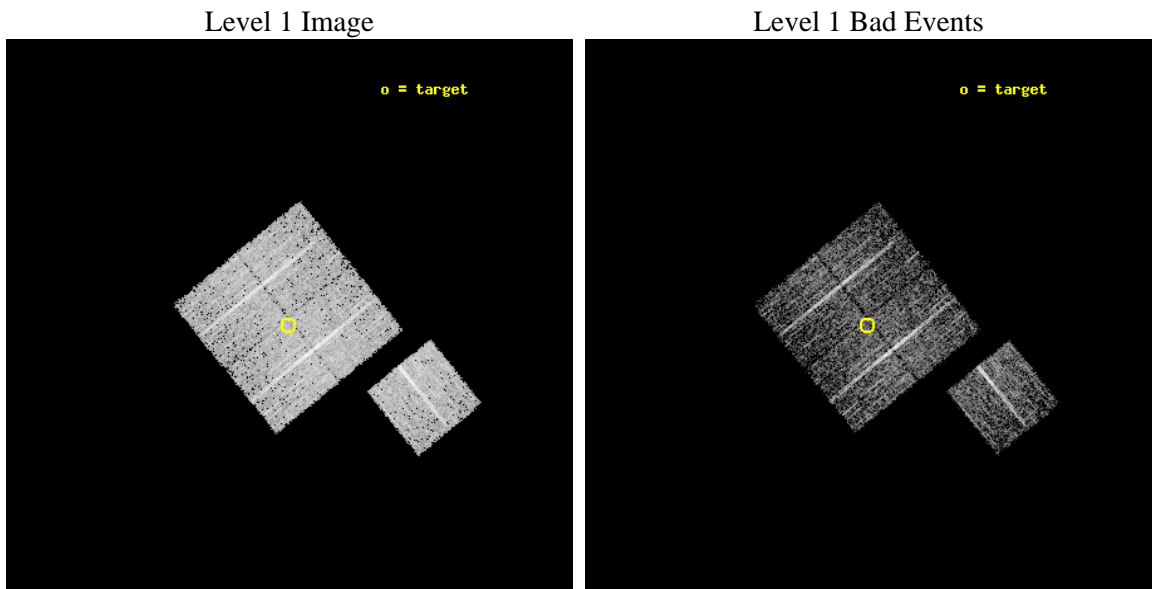 Level 1 Image
Level 1 Bad Events
o = target
o = target